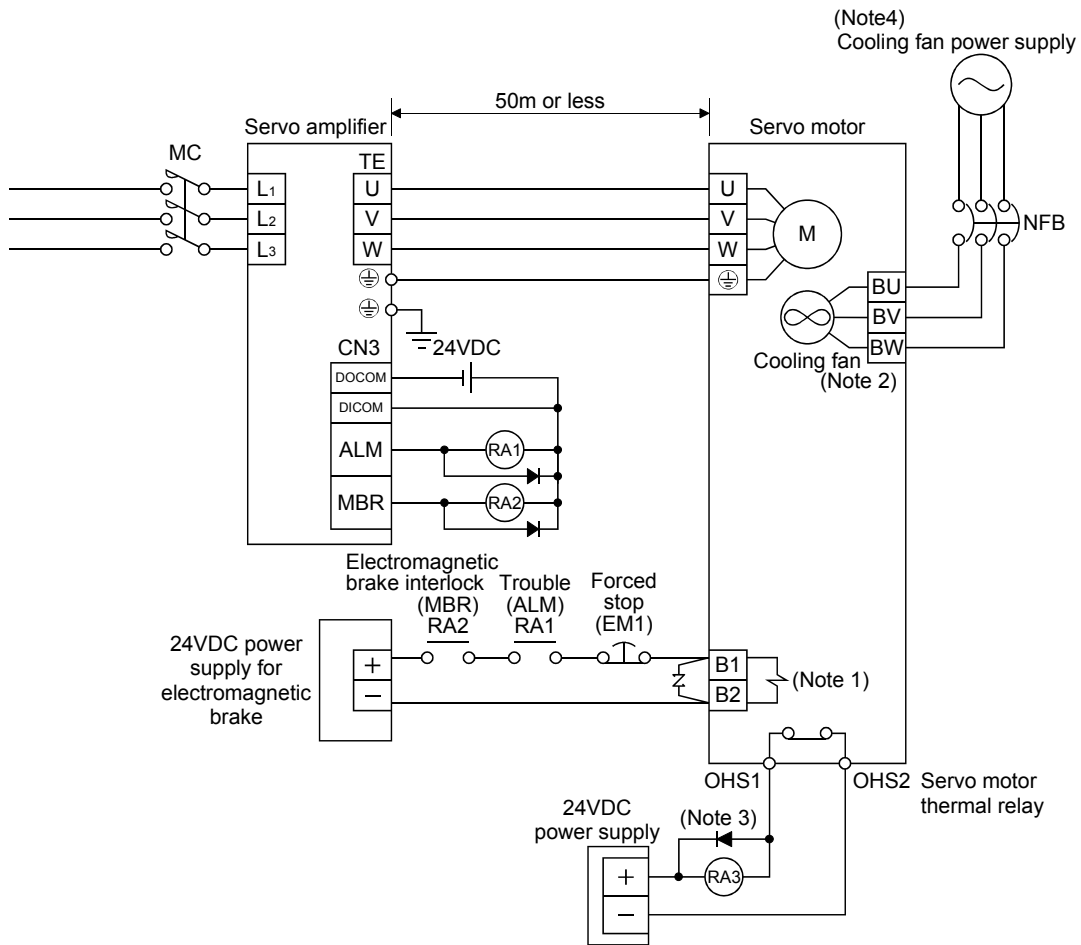 (Note4)
Cooling fan power supply
50m or less
Servo amplifier
Servo motor
MC
TE
L1
U
U
L2
V
V
M
NFB
L3
W
W
BU
BV
BW
Cooling fan
(Note 2)
CN3
24VDC
DOCOM
DICOM
ALM
RA1
MBR
RA2
Electromagnetic
brake interlock
(MBR)
RA2
Trouble
(ALM)
RA1
Forced
stop
(EM1)
24VDC power
supply for
electromagnetic
brake
+
−
B1
B2
(Note 1)
OHS1
OHS2
Servo motor
thermal relay
24VDC
power supply
(Note 3)
+
RA3
−